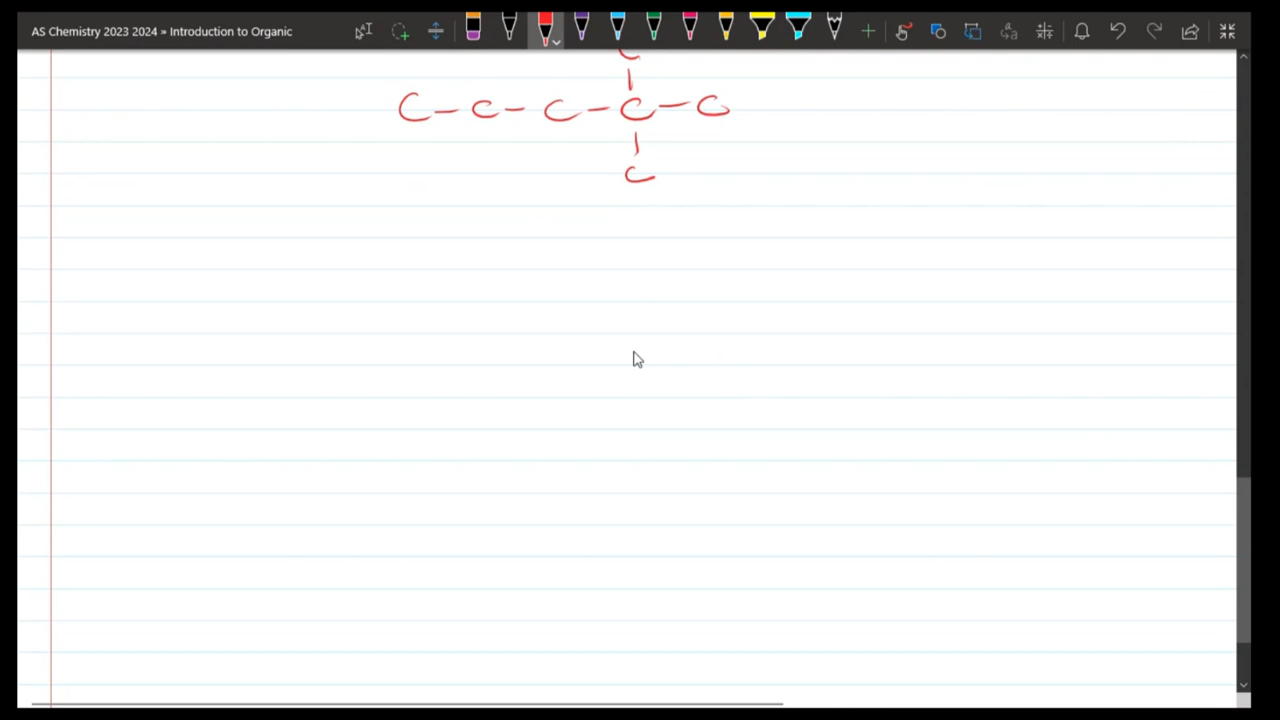 AS Chemistry 2023 2024 » Introduction to Organic
C
C - C - C - C - C
C